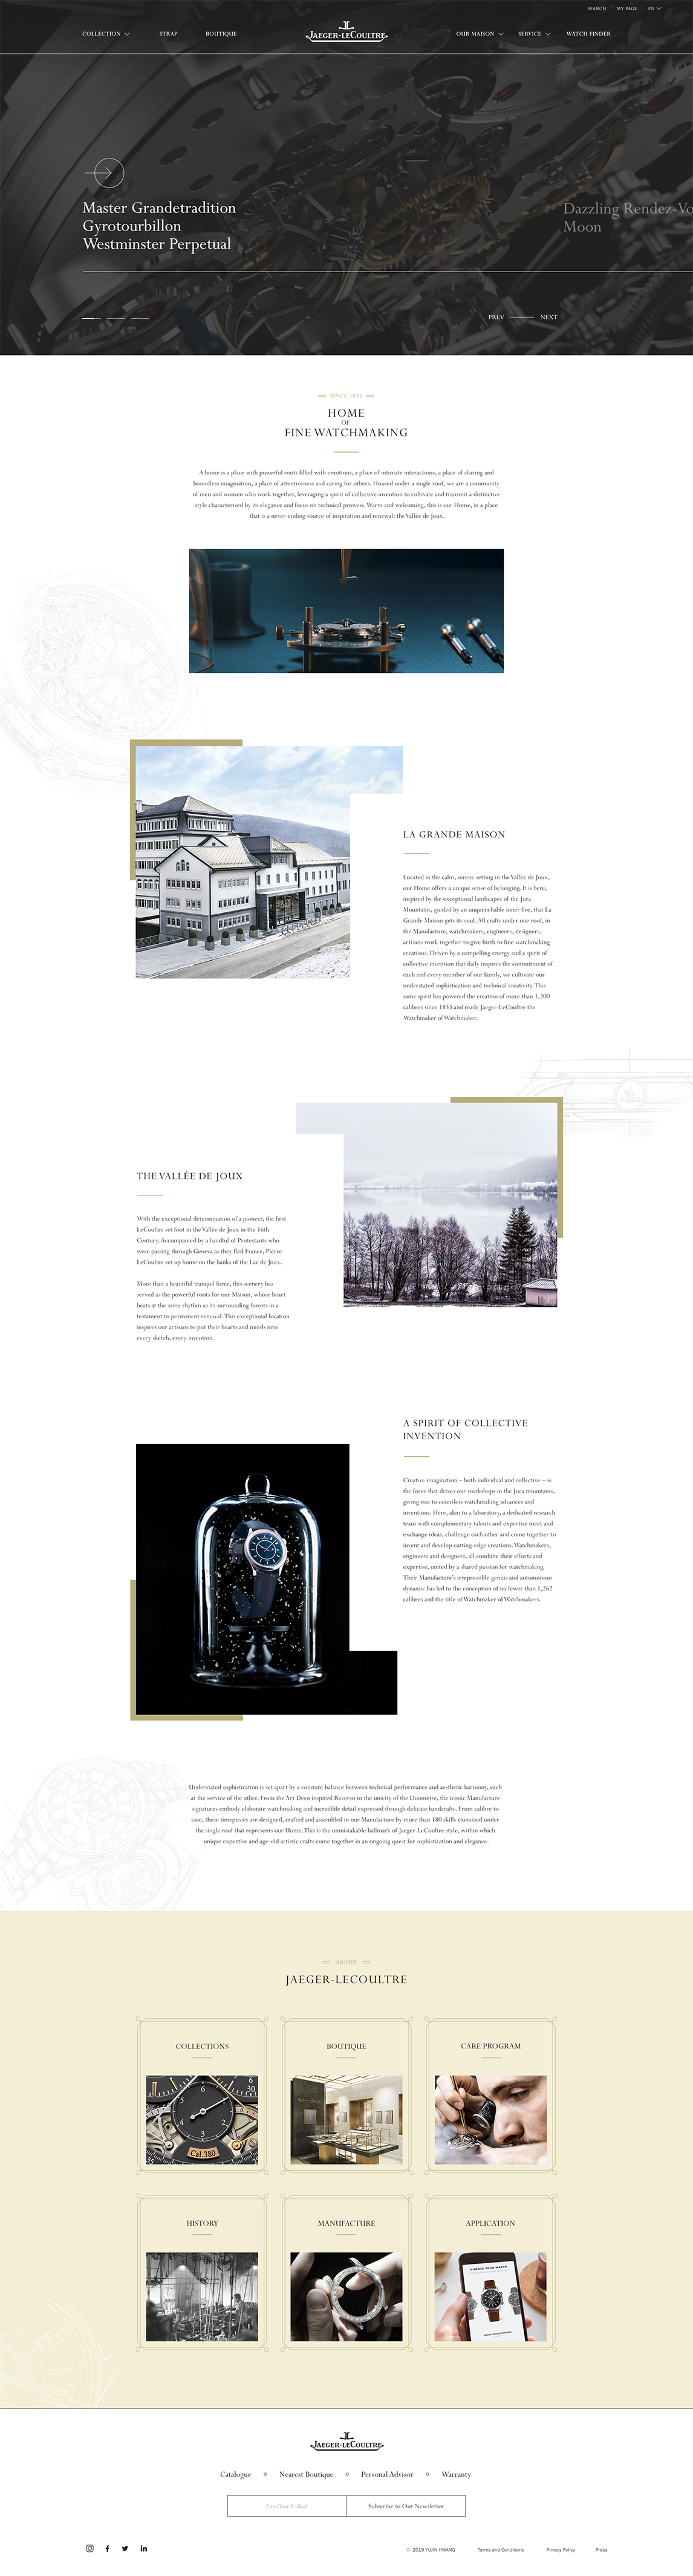 SEARCH MY PAGE EN
COLLECTION STRAP BOUTIQUE JAEGER-LECOULTRE OUR MAISON SERVICE WATCH FINDER
Master Grandetradition
Gyrotourbillon
Westminster Perpetual
Dazzling Rendez-Vo
Moon
PREV NEXT
SINCE 1833
HOME
OF
FINE WATCHMAKING
A home is a place with powerful roots filled with emotions, a place of intimate interactions, a place of sharing and
boundless imagination, a place of attentiveness and caring for others. Housed under a single roof, we are a community
of men and women who work together, leveraging a spirit of collective invention to cultivate and transmit a distinctive
style characterised by its elegance and focus on technical prowess. Warm and welcoming, this is our Home, in a place
that is a never-ending source of inspiration and renewal: the Vallée de Joux.
LA GRANDE MAISON
Located in the calm, serene setting in the Vallée de Joux,
our Home offers a unique sense of belonging. It is here,
inspired by the exceptional landscapes of the Jura
Mountains, guided by an unquenchable inner fire, that La
Grande Maison gets its soul. All crafts under one roof, in
the Manufacture, watchmakers, engineers, designers,
artisans work together to give birth to fine watchmaking
creations. Driven by a compelling energy and a spirit of
collective invention that daily inspires the commitment of
each and every member of our family, we cultivate our
understated sophistication and technical creativity. This
same spirit has powered the creation of more than 1,200
calibres since 1833 and made Jaeger-LeCoultre the
Watchmaker of Watchmaker.
THE VALLÉE DE JOUX
With the exceptional determination of a pioneer, the first
LeCoultre set foot in the Vallée de Joux in the 16th
Century. Accompanied by a handful of Protestants who
were passing through Geneva as they fled France, Pierre
LeCoultre set up home on the banks of the Lac de Joux.
More than a beautiful tranquil force, this scenery has
served as the powerful roots for our Maison, whose heart
beats at the same rhythm as its surrounding forests in a
testament to permanent renewal. This exceptional location
inspires our artisans to put their hearts and minds into
every sketch, every invention.
A SPIRIT OF COLLECTIVE
INVENTION
Creative imagination – both individual and collective – is
the force that drives our workshops in the Jura mountains,
giving rise to countless watchmaking advances and
inventions. Here, akin to a laboratory, a dedicated research
team with complementary talents and expertise meet and
exchange ideas, challenge each other and come together to
invent and develop cutting-edge creations. Watchmakers,
engineers and designers, all combine their efforts and
expertise, united by a shared passion for watchmaking.
Their Manufacture's irrepressible genius and autonomous
dynamic has led to the conception of no fewer than 1,262
calibres and the title of Watchmaker of Watchmakers.
Understated sophistication is set apart by a constant balance between technical performance and aesthetic harmony, each
at the service of the other. From the Art Deco inspired Reverso to the unicity of the Duomètre, the iconic Manufacture
signatures embody elaborate watchmaking and incredible detail expressed through delicate handcrafts. From calibre to
case, these timepieces are designed, crafted and assembled in our Manufacture by more than 180 skills exercised under
the single roof that represents our Home. This is the unmistakable hallmark of Jaeger-LeCoultre style, within which
unique expertise and age-old artistic crafts come together in an ongoing quest for sophistication and elegance.
ABOUT
JAEGER-LECOULTRE
COLLECTIONS BOUTIQUE CARE PROGRAM
Cal.380
HISTORY MANUFACTURE APPLICATION
CHOOSE YOUR WATCH
JAEGER-LECOULTRE
Catalogue Nearest Boutique Personal Advisor Warranty
Enter Your E-Mail Subscribe to Our Newsletter
© 2019 YUJIN HWANG Terms and Conditions Privacy Policy Press